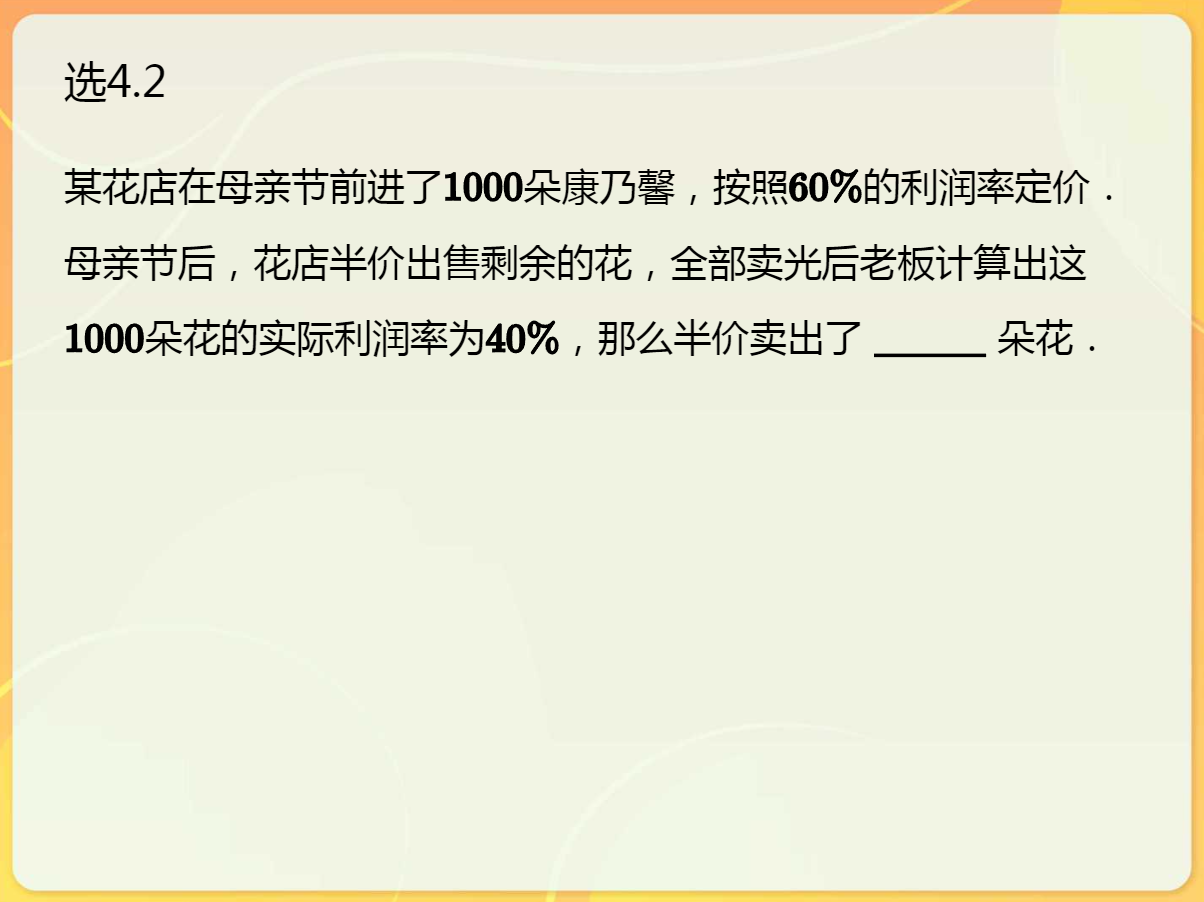 选4.2
某花店在母亲节前进了1000朵康乃馨，按照60%的利润率定价．
母亲节后，花店半价出售剩余的花，全部卖光后老板计算出这
1000朵花的实际利润率为40%，那么半价卖出了 ______ 朵花．